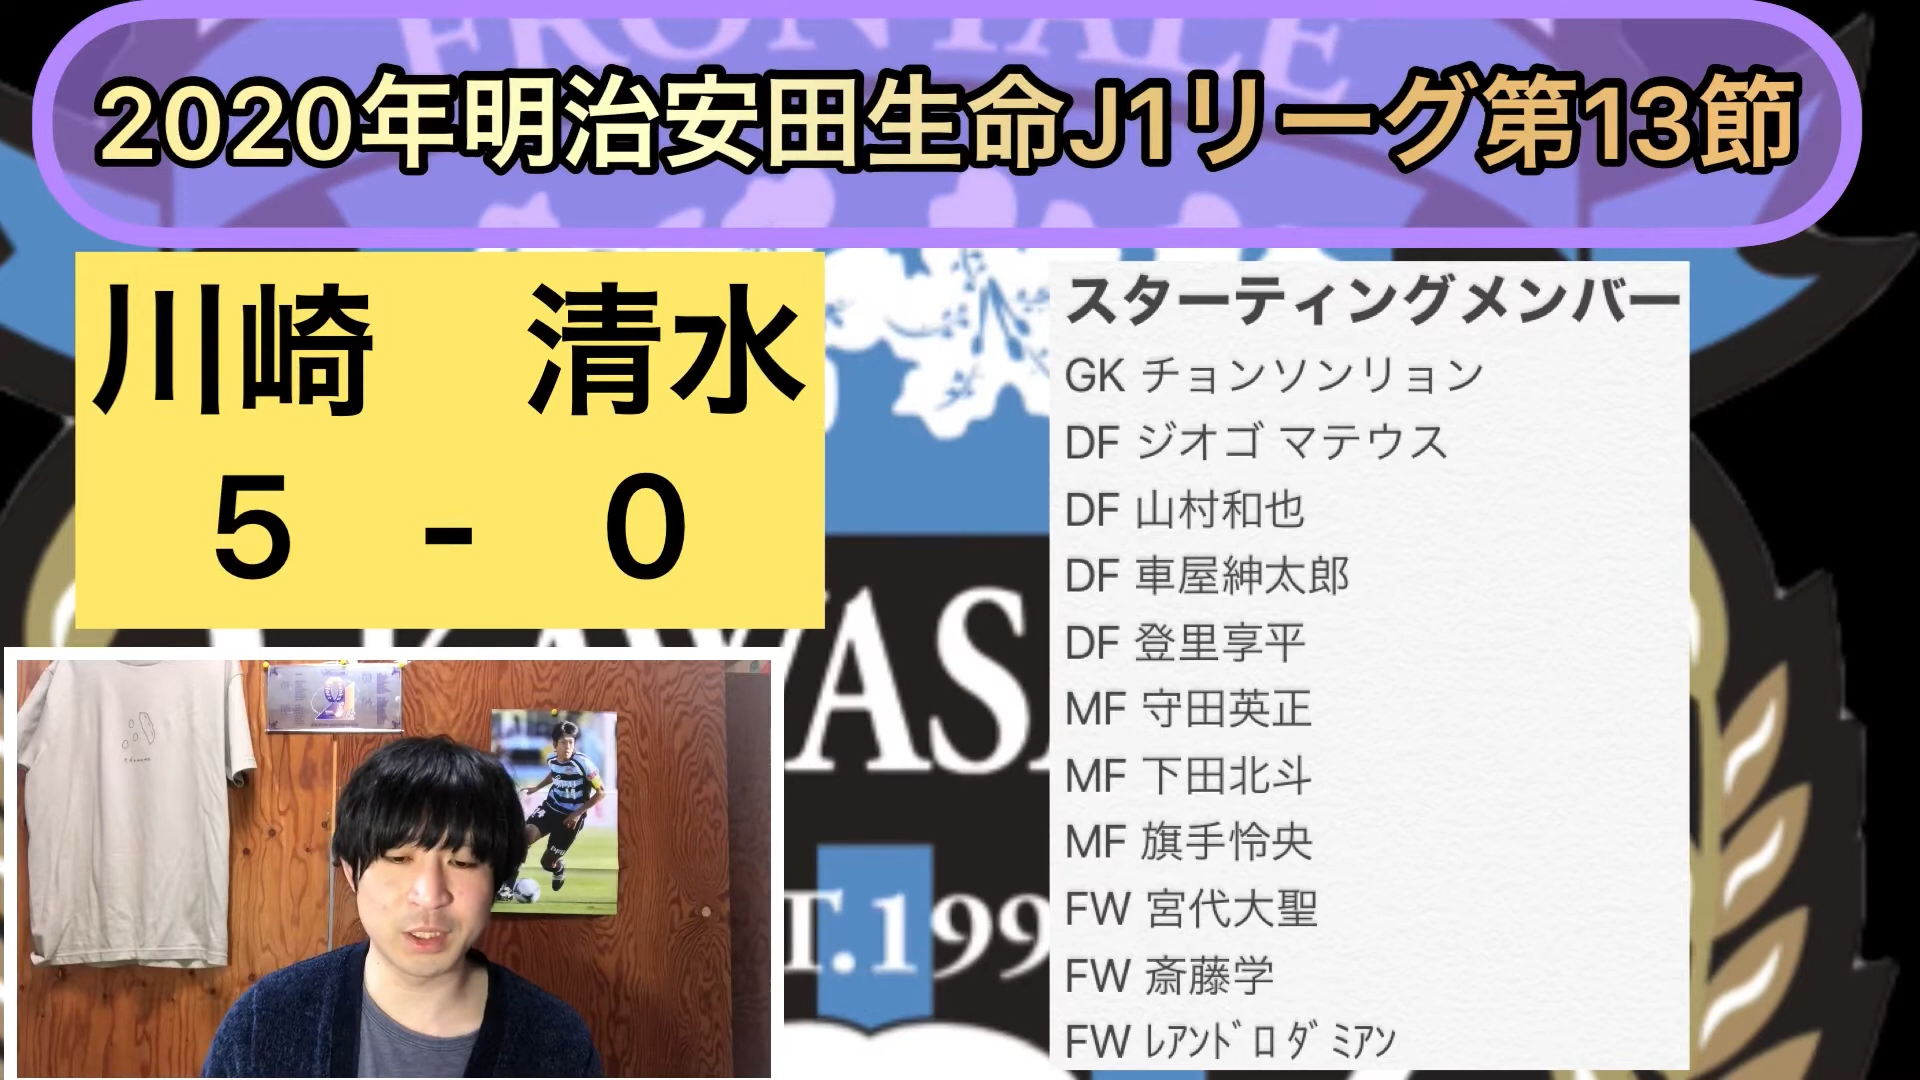 FRONTALE
2020年明治安田生命J1リーグ第13節
川崎 清水
5 - 0
スターティングメンバー
GK チョンソンリョン
DF ジオゴ マテウス
DF 山村和也
DF 車屋紳太郎
DF 登里享平
MF 守田英正
MF 下田北斗
MF 旗手怜央
FW 宮代大聖
FW 斎藤学
FW ﾚｱﾝﾄﾞﾛ ﾀﾞﾐｱﾝ